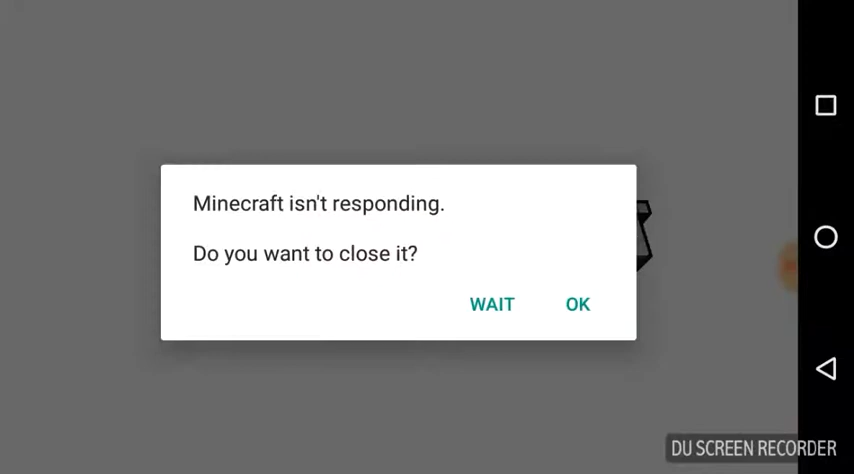 Minecraft isn't responding.
Do you want to close it?
WAIT OK
DU SCREEN RECORDER